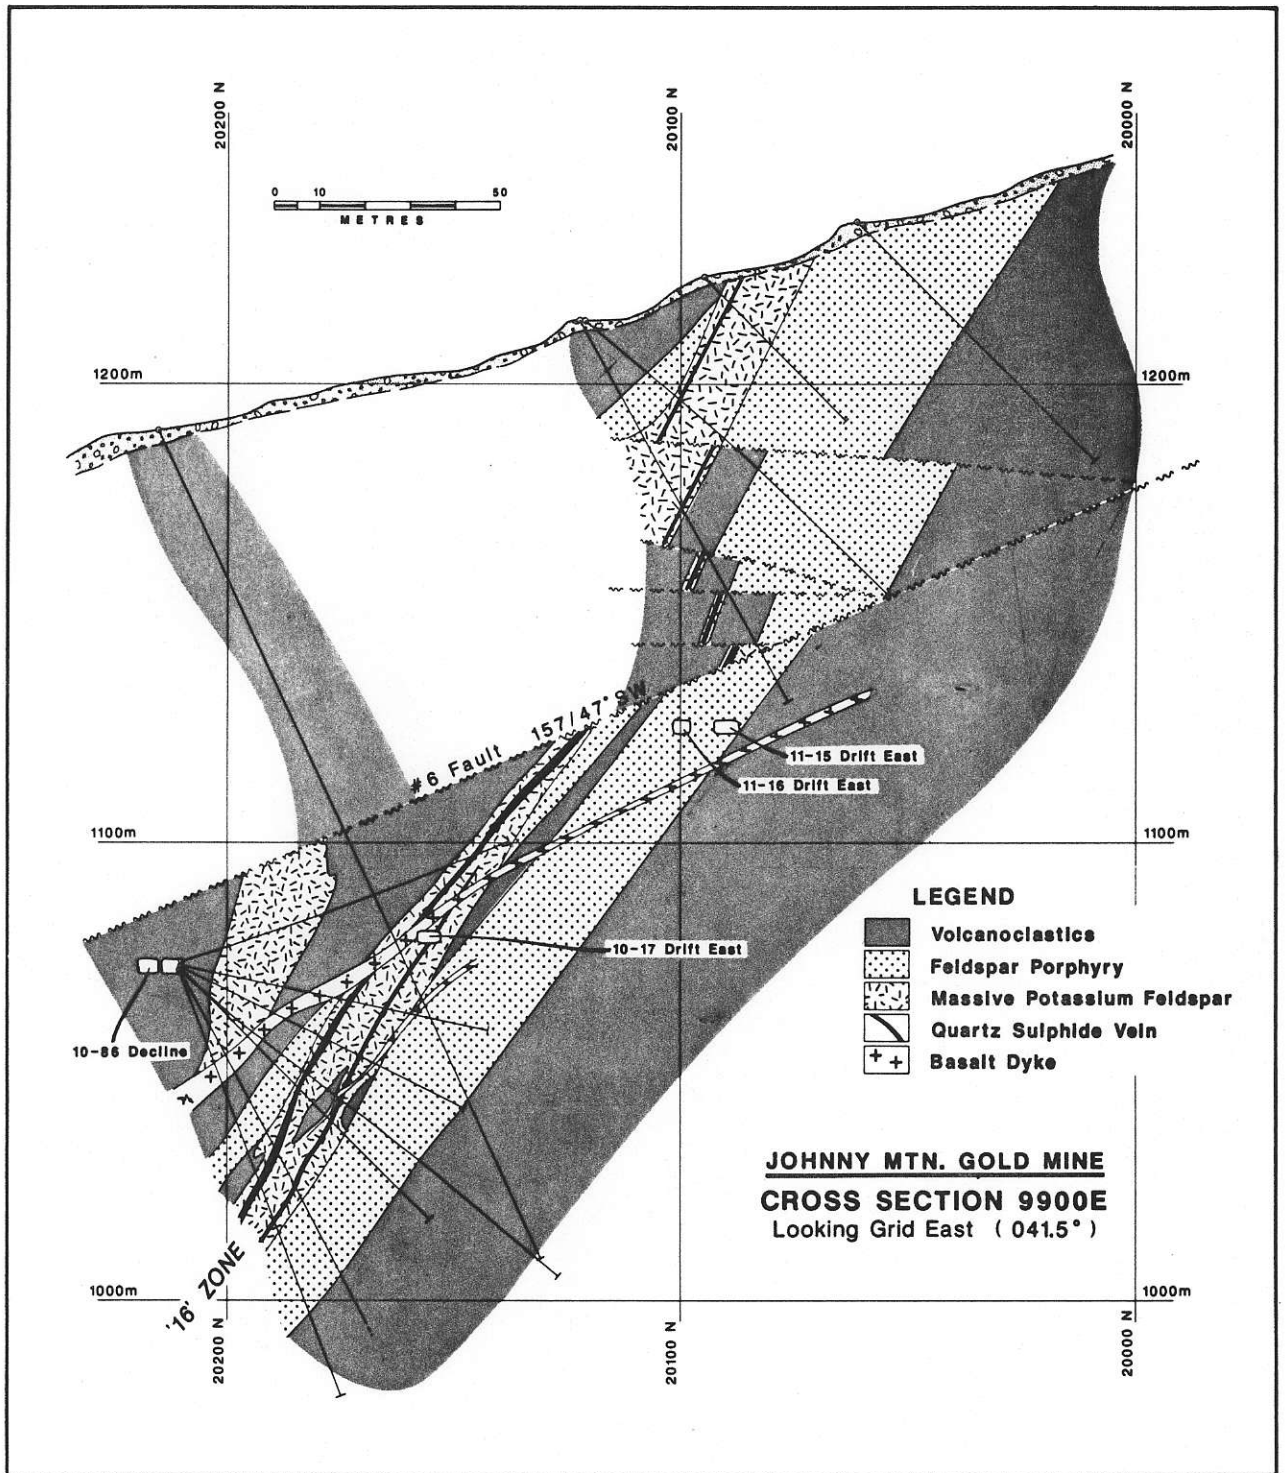 20200 N
20100 N
20000 N
0 10 50
METRES
1200m
1200m
#6 Fault 157/47° SW
11-15 Drift East
11-16 Drift East
1100m
1100m
LEGEND
Volcanoclastics
Feldspar Porphyry
Massive Potassium Feldspar
Quartz Sulphide Vein
Basalt Dyke
10-17 Drift East
10-86 Decline
JOHNNY MTN. GOLD MINE
CROSS SECTION 9900E
Looking Grid East ( 041.5° )
'16' ZONE
1000m
1000m
20200 N
20100 N
20000 N